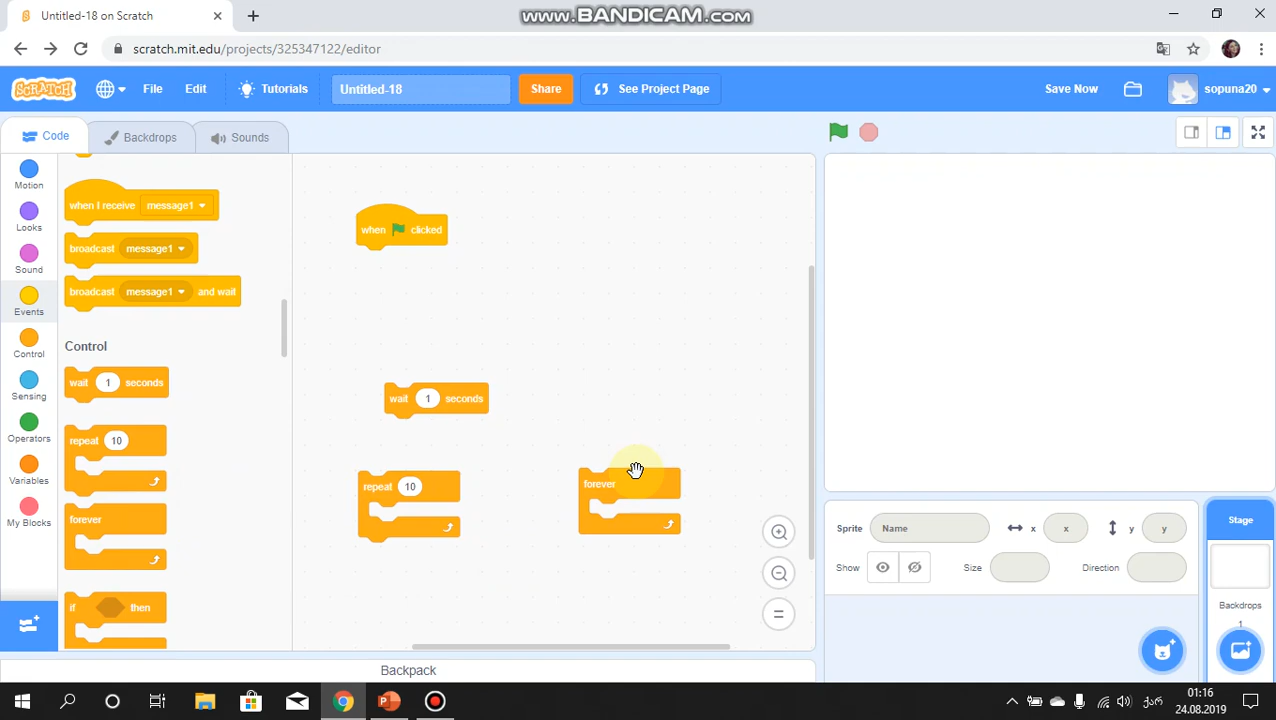 Untitled-18 on Scratch
www.BANDICAM.com
scratch.mit.edu/projects/325347122/editor
SCRATCH
File
Edit
Tutorials
Untitled-18
Share
See Project Page
Save Now
sopuna20
Code
Backdrops
Sounds
Motion
Looks
Sound
Events
Control
Sensing
Operators
Variables
My Blocks
when I receive message1
broadcast message1
broadcast message1 and wait
Control
wait 1 seconds
repeat 10
forever
if then
when clicked
wait 1 seconds
repeat 10
forever
Backpack
Sprite Name x x y y
Show Size Direction
Stage
Backdrops
1
01:16
ქარ
24.08.2019